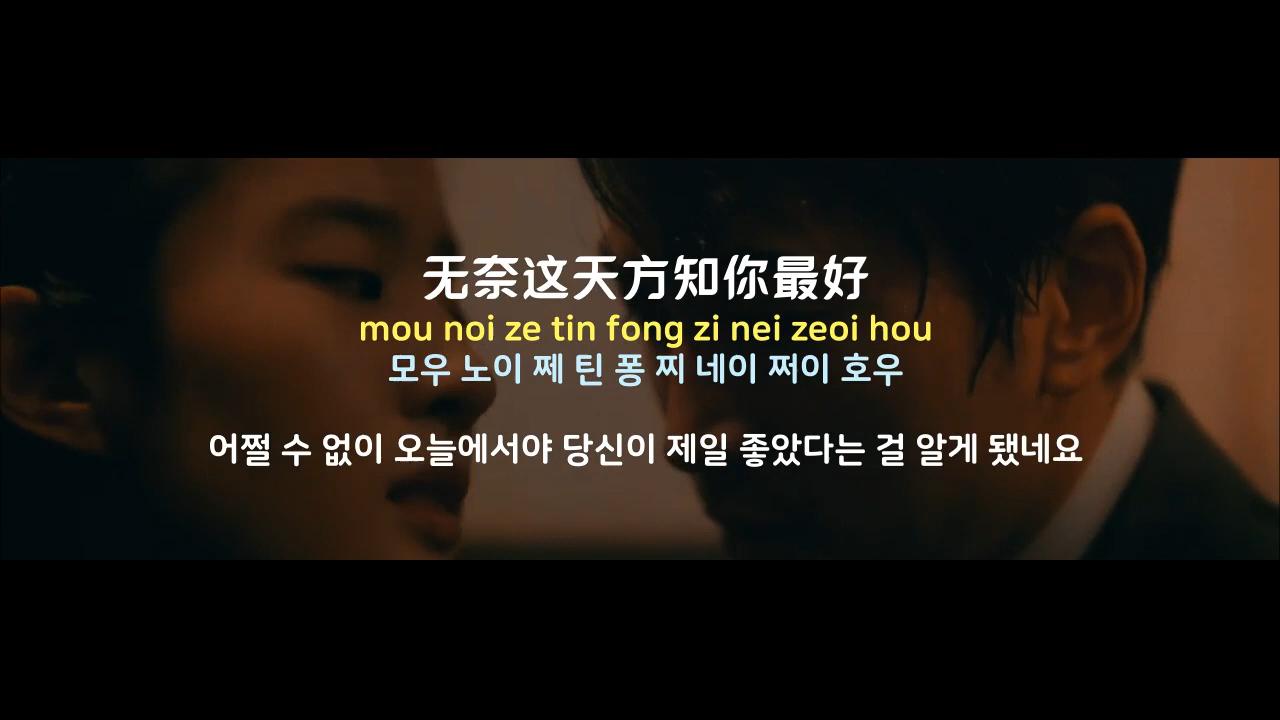 无奈这天方知你最好
mou noi ze tin fong zi nei zeoi hou
모우 노이 쩨 틴 퐁 찌 네이 쩌이 호우
어쩔 수 없이 오늘에서야 당신이 제일 좋았다는 걸 알게 됐네요